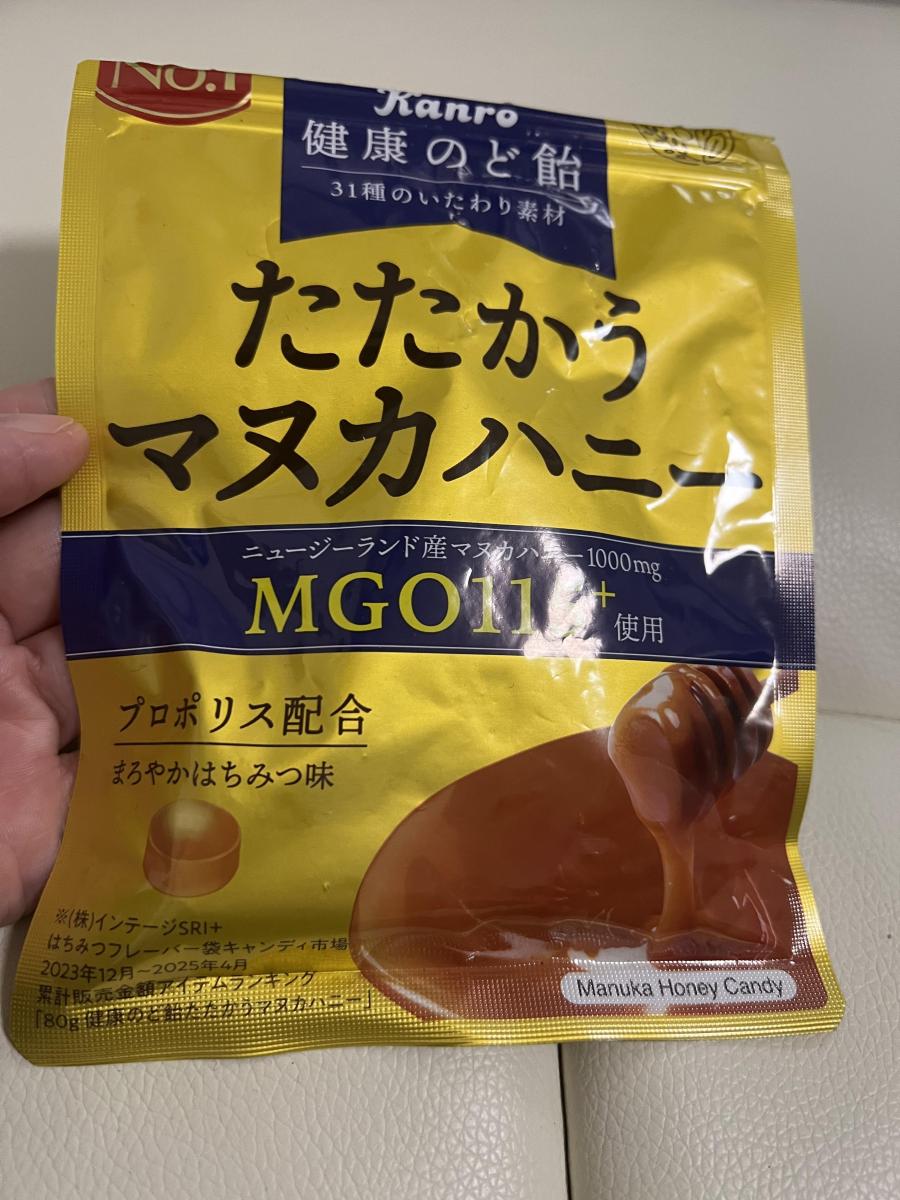 No.1
Kanro
健康のど飴
31種のいたわり素材
たたかう
マヌカハニー
ニュージーランド産マヌカハニー1000mg
使用
プロポリス配合
まろやかはちみつ味
※(株)インテージSRI+
はちみつフレーバー袋キャンディ市場
2023年12月~2025年4月
累計販売金額アイテムランキング
「80g 健康のど飴たたかうマヌカハニー」
Manuka Honey Candy